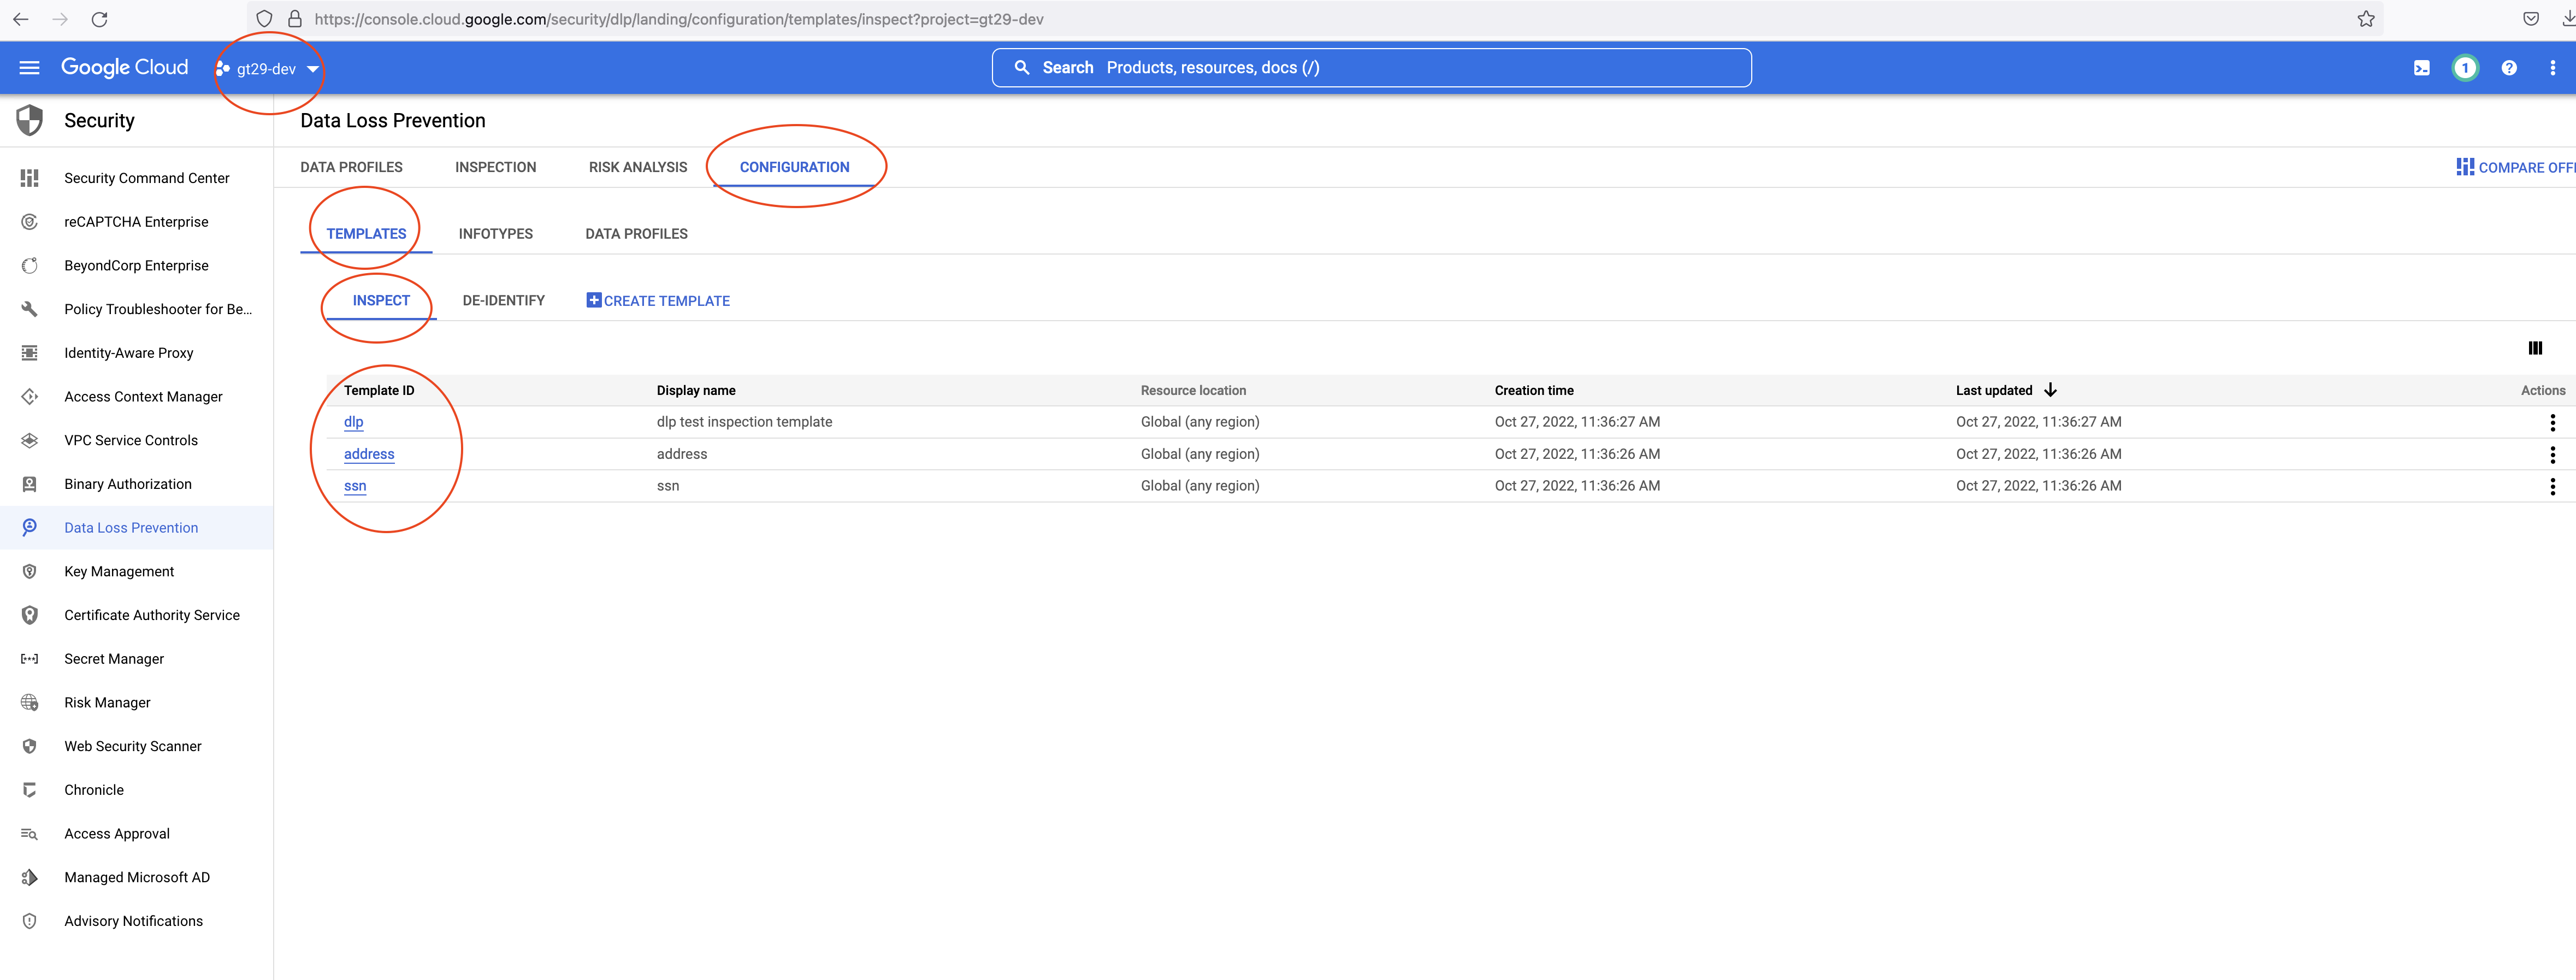 https://console.cloud.google.com/security/dlp/landing/configuration/templates/inspect?project=gt29-dev
Google Cloud gt29-dev Search Products, resources, docs (/) 1
Security
Security Command Center
reCAPTCHA Enterprise
BeyondCorp Enterprise
Policy Troubleshooter for Be...
Identity-Aware Proxy
Access Context Manager
VPC Service Controls
Binary Authorization
Data Loss Prevention
Key Management
Certificate Authority Service
Secret Manager
Risk Manager
Web Security Scanner
Chronicle
Access Approval
Managed Microsoft AD
Advisory Notifications
Data Loss Prevention
DATA PROFILES INSPECTION RISK ANALYSIS CONFIGURATION COMPARE OFF
TEMPLATES INFOTYPES DATA PROFILES
INSPECT DE-IDENTIFY CREATE TEMPLATE
Template ID Display name Resource location Creation time Last updated Actions
dlp dlp test inspection template Global (any region) Oct 27, 2022, 11:36:27 AM Oct 27, 2022, 11:36:27 AM
address address Global (any region) Oct 27, 2022, 11:36:26 AM Oct 27, 2022, 11:36:26 AM
ssn ssn Global (any region) Oct 27, 2022, 11:36:26 AM Oct 27, 2022, 11:36:26 AM